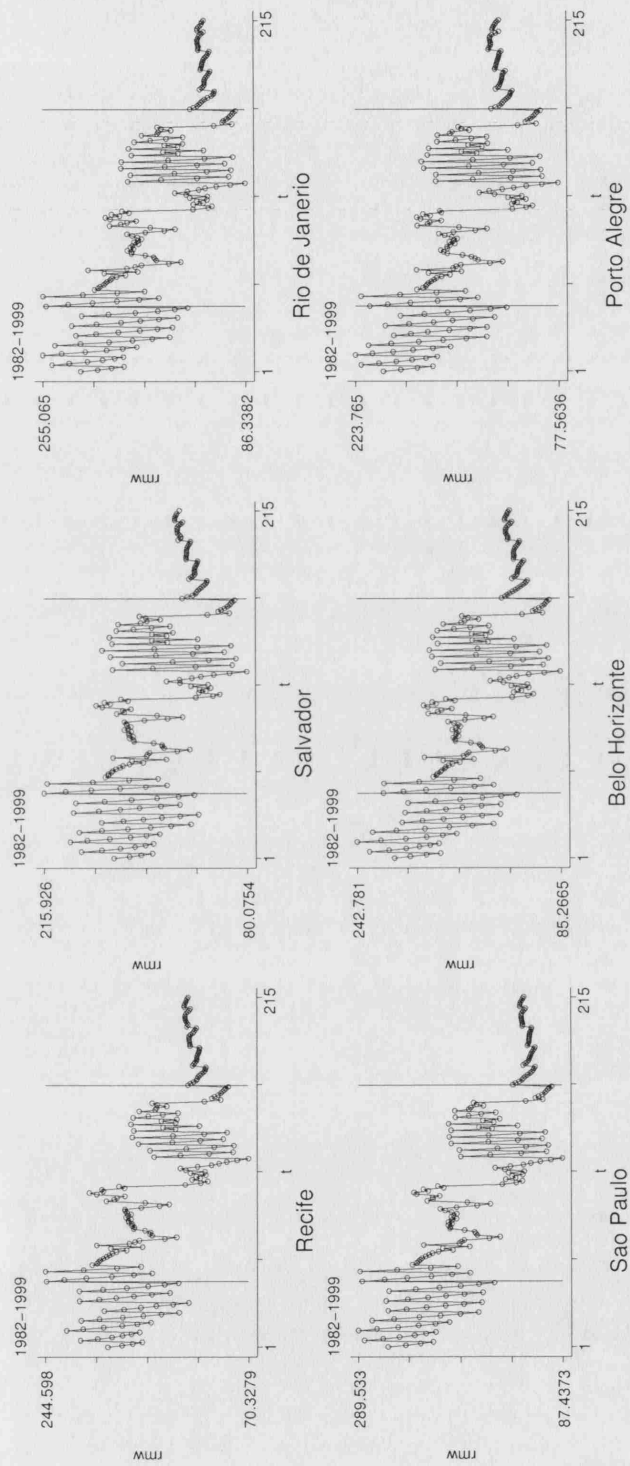 1982-1999
244.598
rmw
70.3279
1
215
t
Recife
1982-1999
215.926
rmw
80.0754
1
215
t
Salvador
1982-1999
255.065
rmw
86.3382
1
215
t
Rio de Janerio
1982-1999
289.533
rmw
87.4373
1
215
t
Sao Paulo
1982-1999
242.781
rmw
85.2665
1
215
t
Belo Horizonte
1982-1999
223.765
rmw
77.5636
1
215
t
Porto Alegre